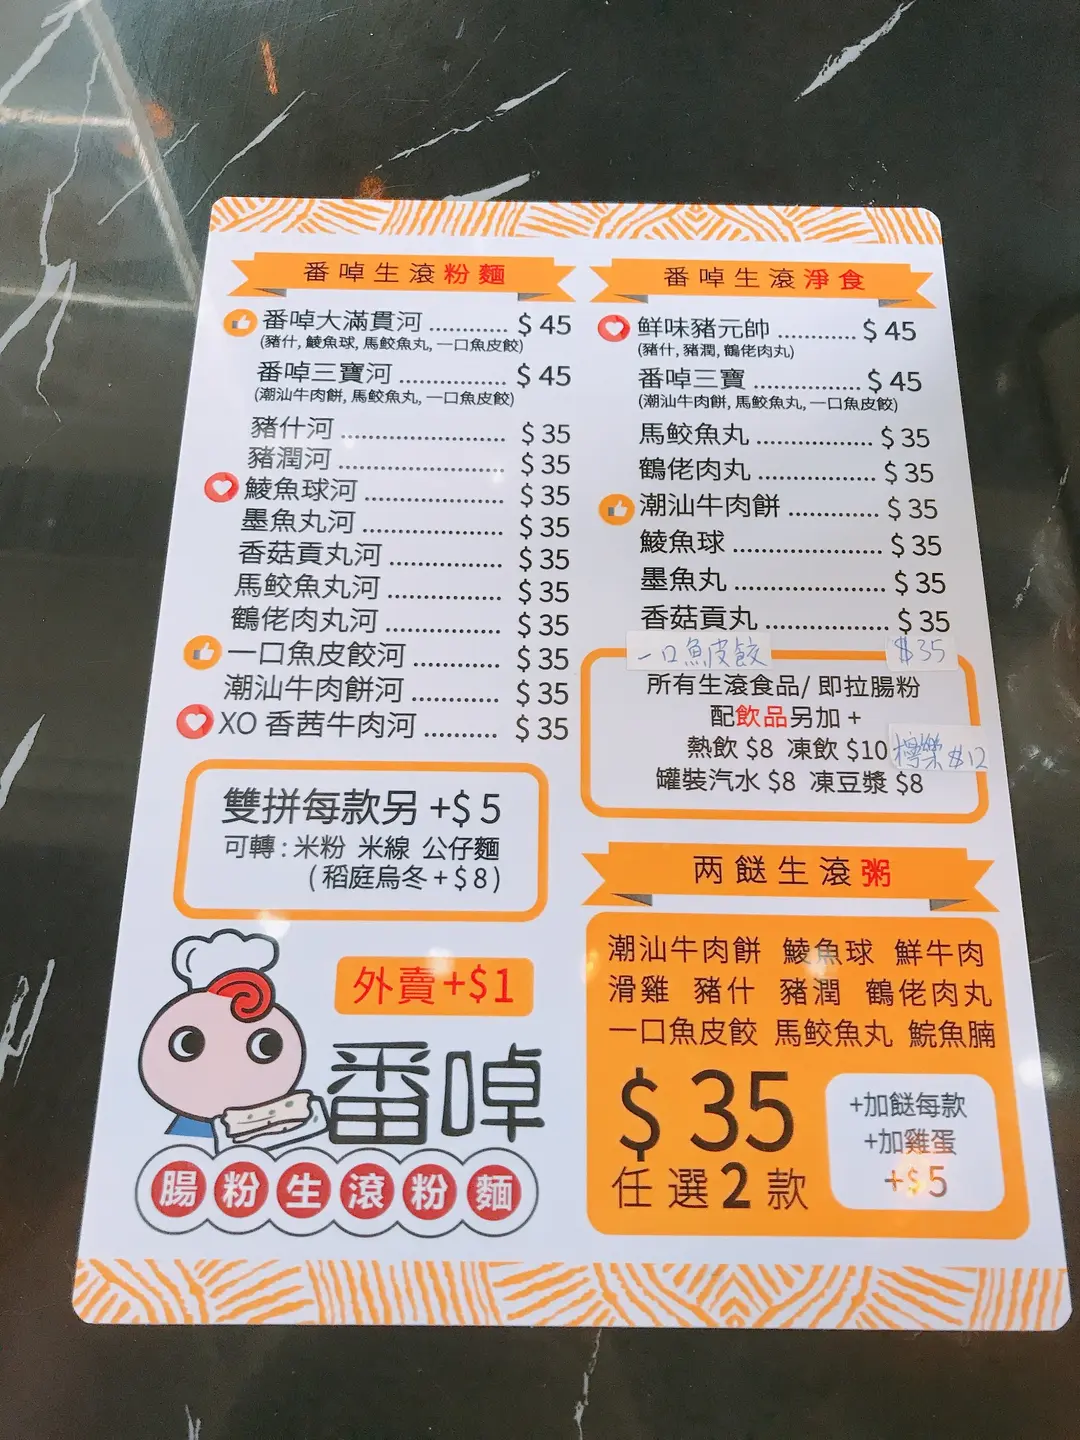 番啅生滾粉麵
番啅大滿貫河 ............ $ 45
(豬什, 鯪魚球, 馬鮫魚丸, 一口魚皮餃)
番啅三寶河 ................ $ 45
(潮汕牛肉餅, 馬鮫魚丸, 一口魚皮餃)
豬什河 ........................ $ 35
豬潤河 ........................ $ 35
鯪魚球河 .................... $ 35
墨魚丸河 .................... $ 35
香菇貢丸河 ................ $ 35
馬鮫魚丸河 ................ $ 35
鶴佬肉丸河 ................ $ 35
一口魚皮餃河 ............ $ 35
潮汕牛肉餅河 ............ $ 35
XO 香茜牛肉河 .......... $ 35
雙拼每款另 +$ 5
可轉 : 米粉 米線 公仔麵
( 稻庭烏冬 + $ 8 )
外賣+$1
番啅
腸粉生滾粉麵
番啅生滾淨食
鮮味豬元帥 ........... $ 45
(豬什, 豬潤, 鶴佬肉丸)
番啅三寶 ............... $ 45
(潮汕牛肉餅, 馬鮫魚丸, 一口魚皮餃)
馬鮫魚丸 ................. $ 35
鶴佬肉丸 ................. $ 35
潮汕牛肉餅 ............. $ 35
鯪魚球 ...................... $ 35
墨魚丸 ...................... $ 35
香菇貢丸 ................... $ 35
一口魚皮餃 $35
所有生滾食品/ 即拉腸粉
配飲品另加 +
熱飲 $8 凍飲 $10 檸樂 $12
罐裝汽水 $8 凍豆漿 $8
两餸生滾粥
潮汕牛肉餅 鯪魚球 鮮牛肉
滑雞 豬什 豬潤 鶴佬肉丸
一口魚皮餃 馬鮫魚丸 鯇魚腩
$ 35
任選2款
+加餸每款
+加雞蛋
+$ 5